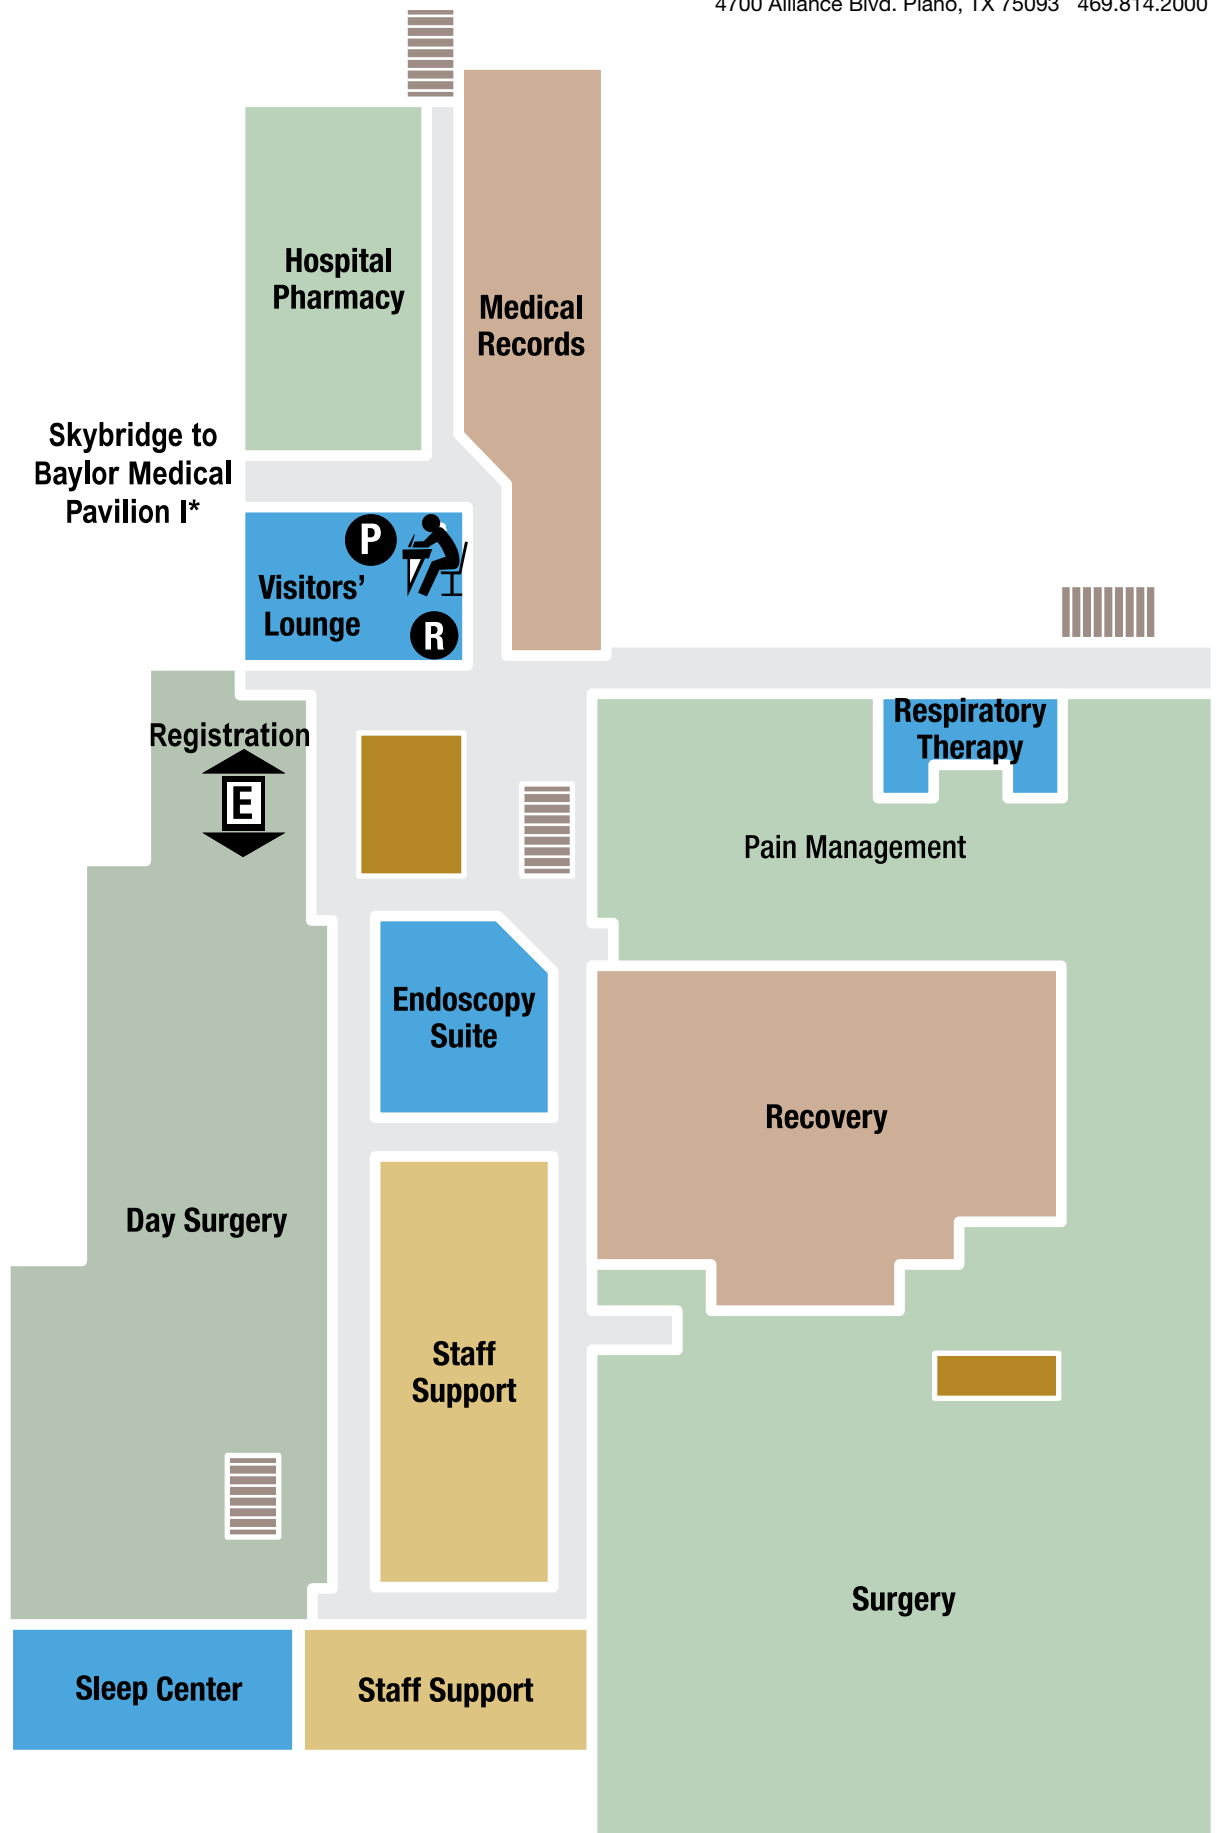 4700 Alliance Blvd. Plano, TX 75093 469.814.2000
Hospital
Pharmacy
Medical
Records
Skybridge to
Baylor Medical
Pavilion I*
P
Visitors’
Lounge
R
Registration
E
Respiratory
Therapy
Pain Management
Endoscopy
Suite
Recovery
Day Surgery
Staff
Support
Surgery
Sleep Center
Staff Support